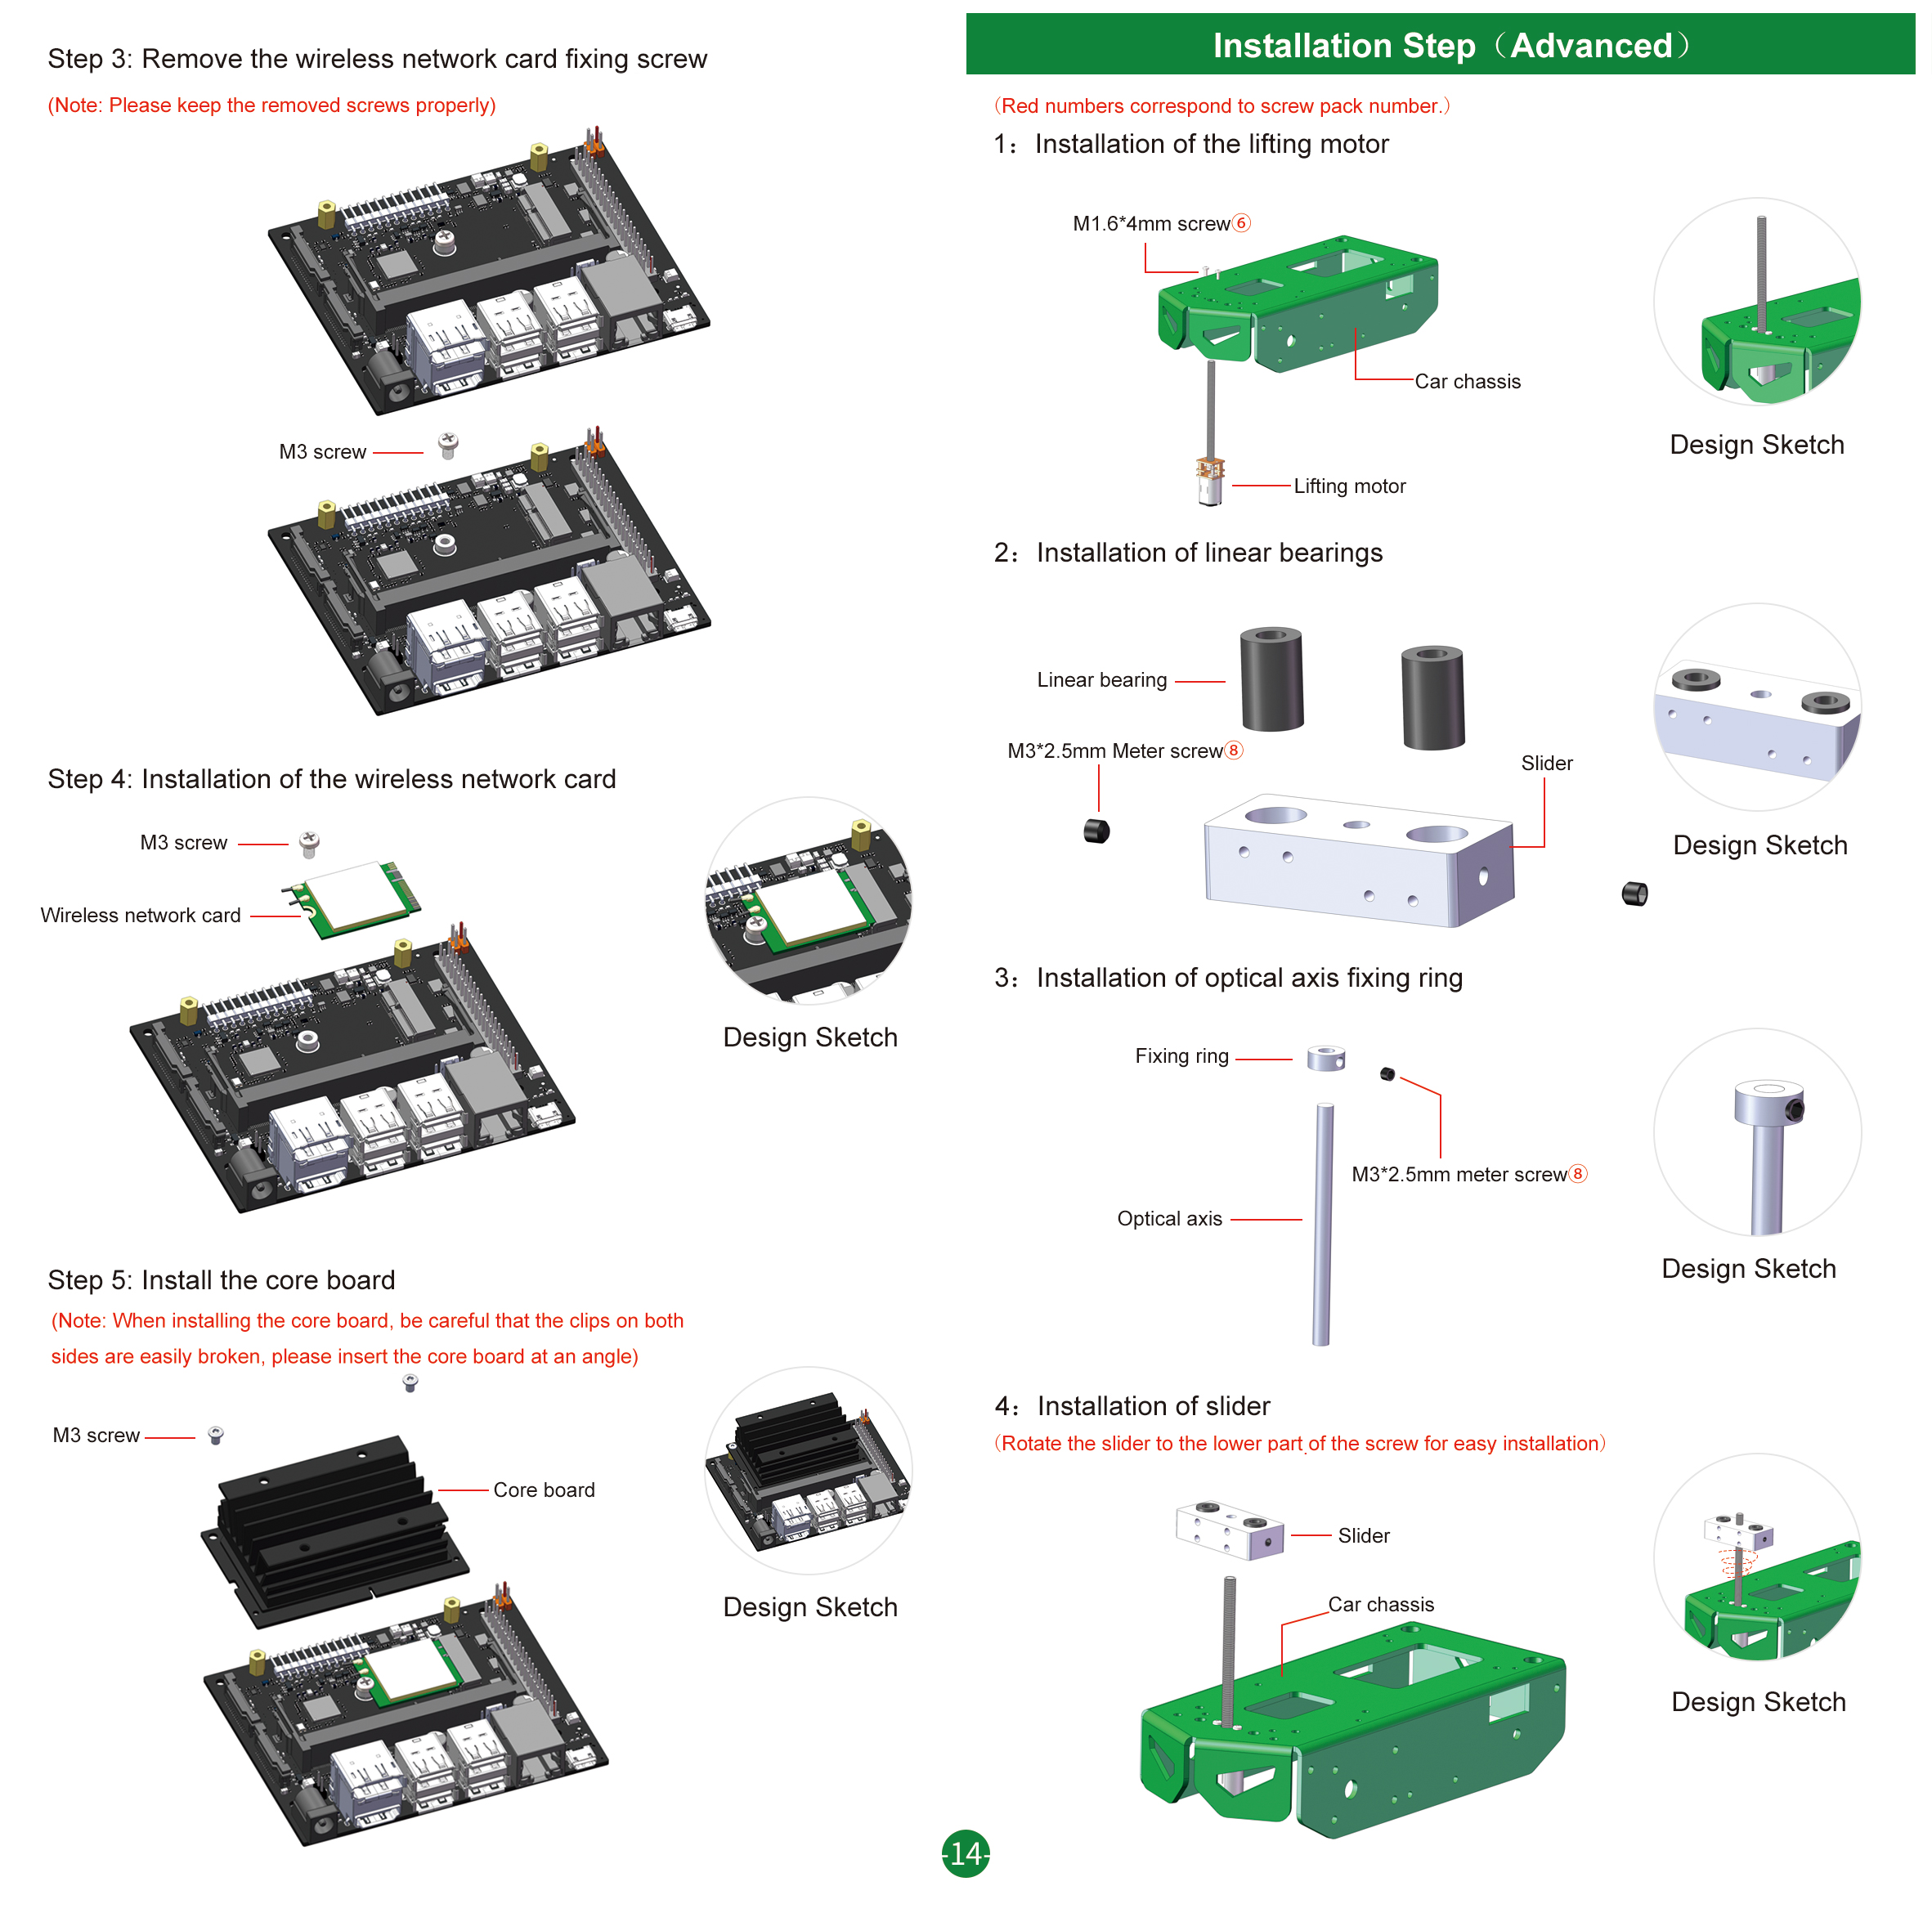 Step 3: Remove the wireless network card fixing screw
(Note: Please keep the removed screws properly)
M3 screw
Step 4: Installation of the wireless network card
M3 screw
Wireless network card
Design Sketch
Step 5: Install the core board
(Note: When installing the core board, be careful that the clips on both
sides are easily broken, please insert the core board at an angle)
M3 screw
Core board
Design Sketch
Installation Step（Advanced）
（Red numbers correspond to screw pack number.）
1：Installation of the lifting motor
M1.6*4mm screw⑥
Car chassis
Lifting motor
Design Sketch
2：Installation of linear bearings
Linear bearing
M3*2.5mm Meter screw⑧
Slider
Design Sketch
3：Installation of optical axis fixing ring
Fixing ring
M3*2.5mm meter screw⑧
Optical axis
Design Sketch
4：Installation of slider
（Rotate the slider to the lower part of the screw for easy installation）
Slider
Car chassis
Design Sketch
-14-